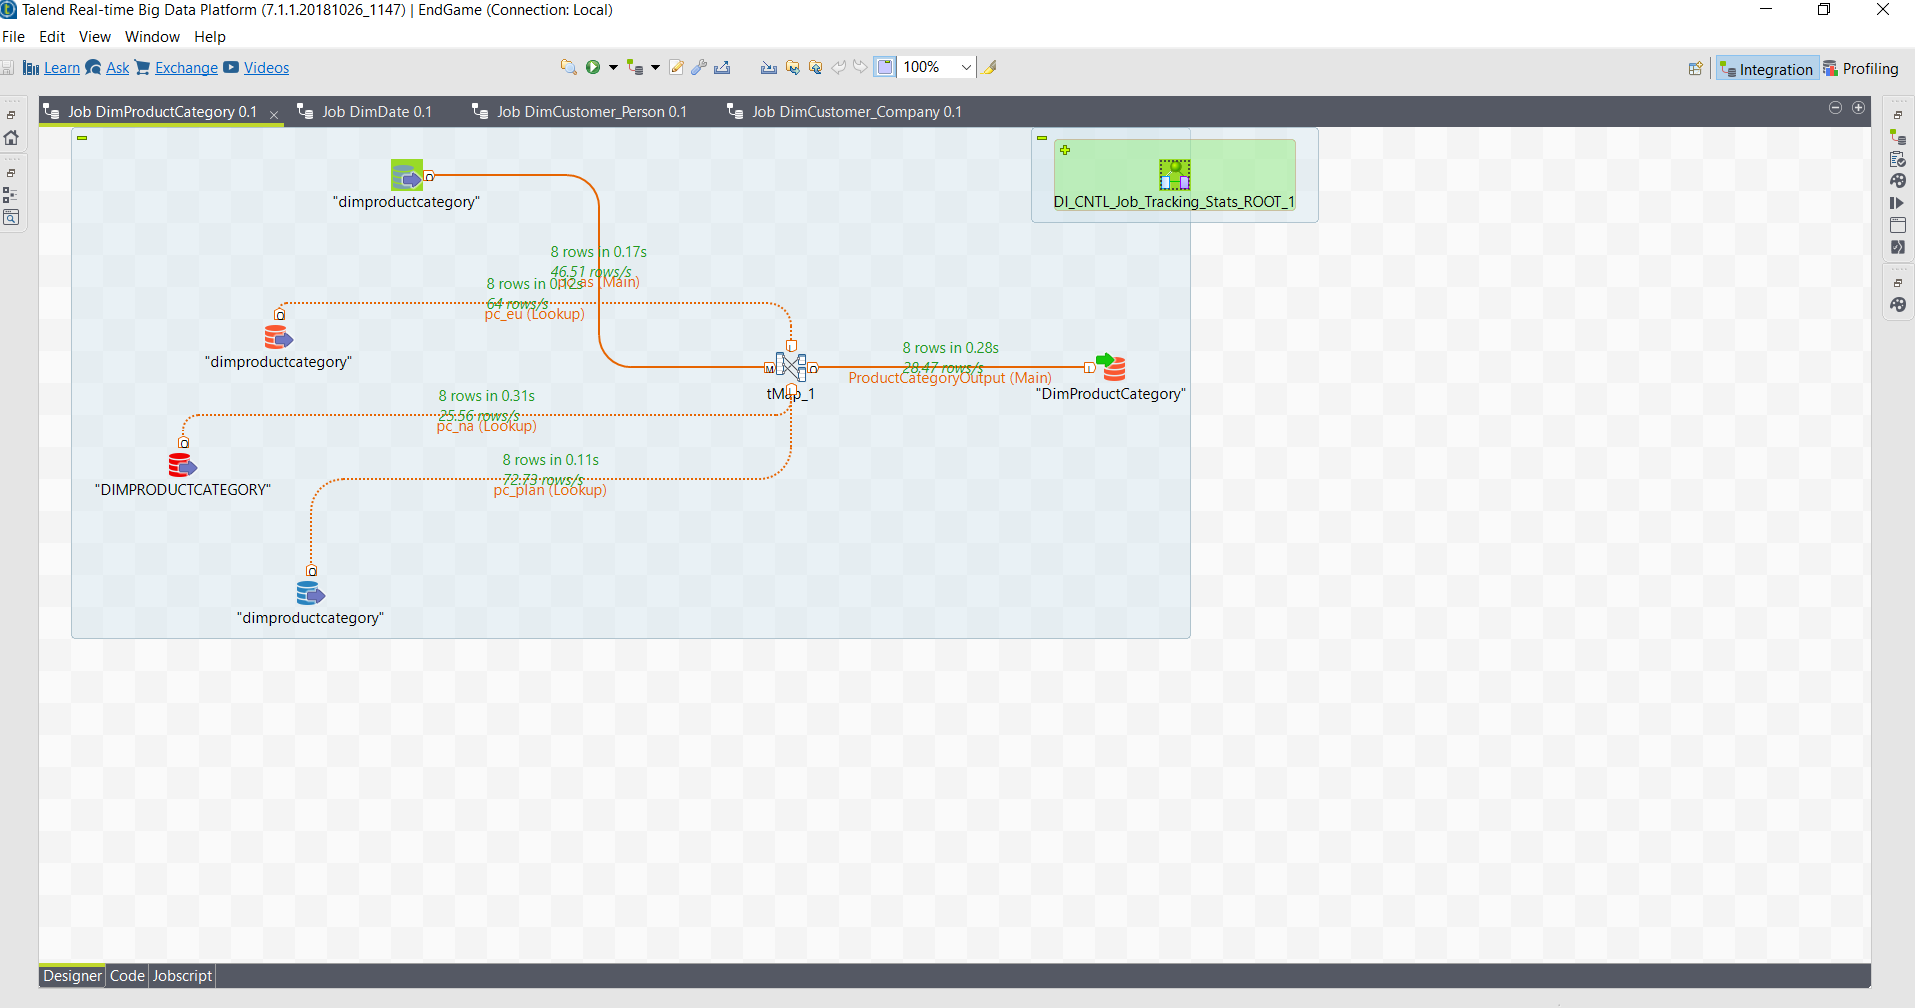 Talend Real-time Big Data Platform (7.1.1.20181026_1147) | EndGame (Connection: Local)
File Edit View Window Help
Learn Ask Exchange Videos 100% Integration Profiling
Job DimProductCategory 0.1 Job DimDate 0.1 Job DimCustomer_Person 0.1 Job DimCustomer_Company 0.1
"dimproductcategory"
DI_CNTL_Job_Tracking_Stats_ROOT_1
8 rows in 0.17s
46.51 rows/s
pc_as (Main)
8 rows in 0.12s
64 rows/s
pc_eu (Lookup)
"dimproductcategory"
8 rows in 0.28s
28.47 rows/s
ProductCategoryOutput (Main)
tMap_1
"DimProductCategory"
8 rows in 0.31s
25.56 rows/s
pc_na (Lookup)
8 rows in 0.11s
72.73 rows/s
pc_plan (Lookup)
"DIMPRODUCTCATEGORY"
"dimproductcategory"
Designer Code Jobscript